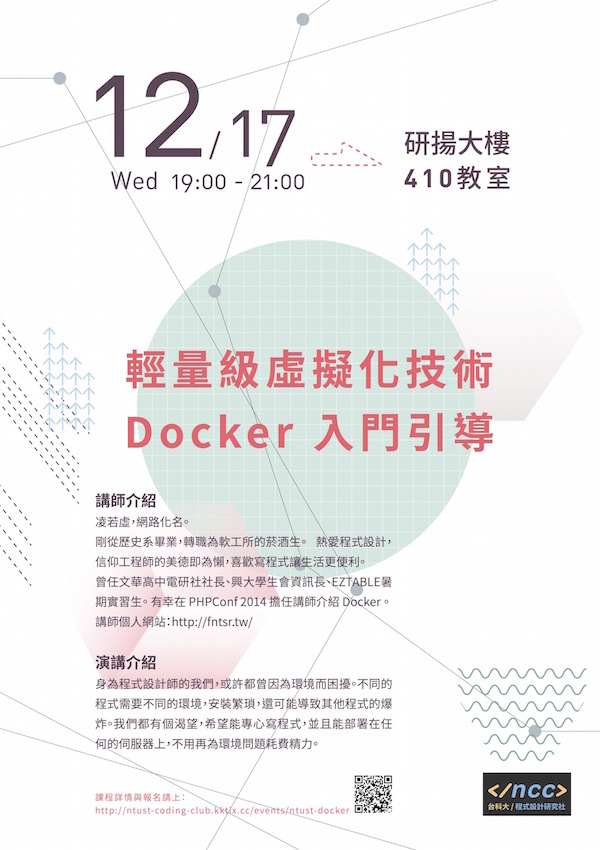 12/17
Wed 19:00 - 21:00
研揚大樓
410教室
輕量級虛擬化技術
Docker 入門引導
講師介紹
凌若虛,網路化名。
剛從歷史系畢業,轉職為軟工所的菸酒生。 熱愛程式設計,
信仰工程師的美德即為懶,喜歡寫程式讓生活更便利。
曾任文華高中電研社社長、興大學生會資訊長、EZTABLE暑
期實習生。有幸在 PHPConf 2014 擔任講師介紹 Docker。
講師個人網站:http://fntsr.tw/
演講介紹
身為程式設計師的我們,或許都曾因為環境而困擾。不同的
程式需要不同的環境,安裝繁瑣,還可能導致其他程式的爆
炸。我們都有個渴望,希望能專心寫程式,並且能部署在任
何的伺服器上,不用再為環境問題耗費精力。
課程詳情與報名請上:
http://ntust-coding-club.kktix.cc/events/ntust-docker
</ncc>
台科大 / 程式設計研究社